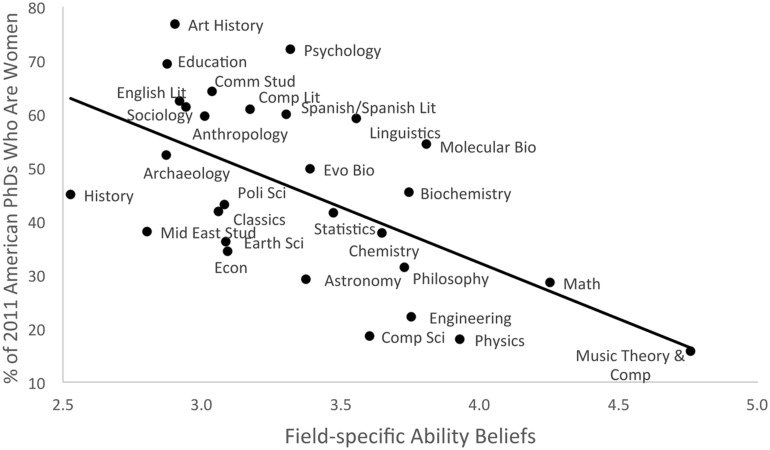 % of 2011 American PhDs Who Are Women
80
70
60
50
40
30
20
10
Art History
Psychology
Education
Comm Stud
English Lit
Comp Lit
Spanish/Spanish Lit
Sociology
Anthropology
Linguistics
Molecular Bio
Archaeology
Evo Bio
History
Poli Sci
Biochemistry
Classics
Mid East Stud
Statistics
Earth Sci
Chemistry
Econ
Astronomy
Philosophy
Math
Engineering
Comp Sci
Physics
Music Theory &
Comp
2.5 3.0 3.5 4.0 4.5 5.0
Field-specific Ability Beliefs